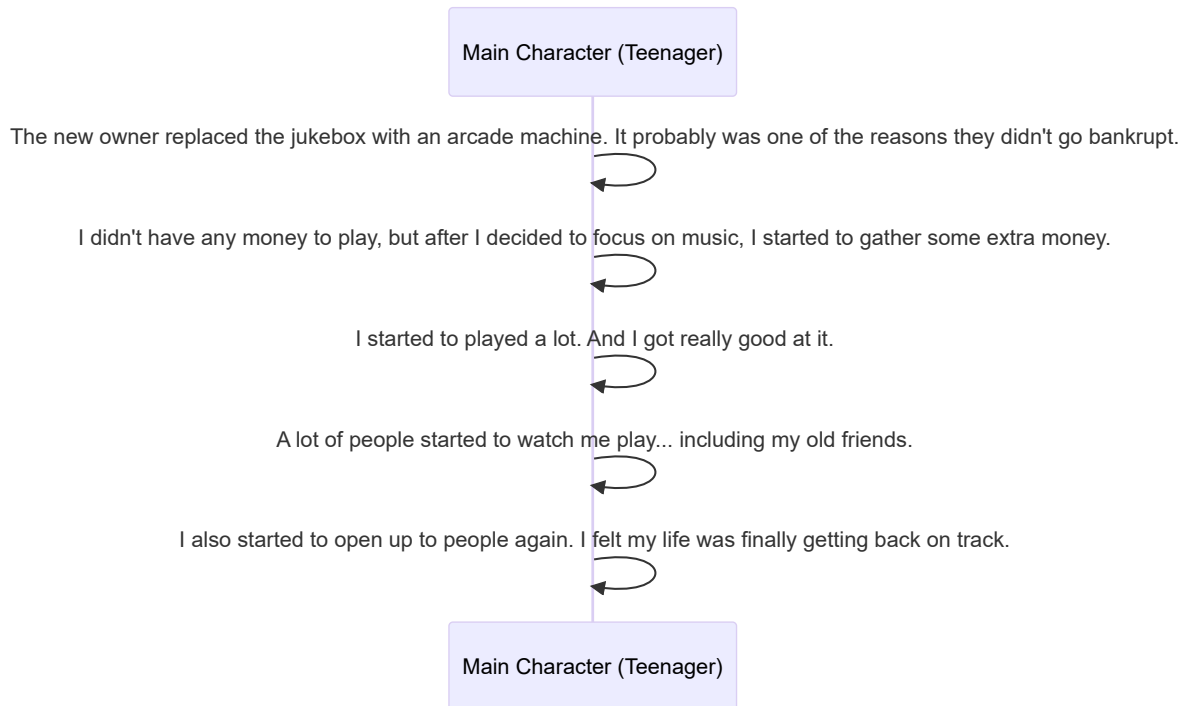 Main Character (Teenager)
The new owner replaced the jukebox with an arcade machine. It probably was one of the reasons they didn't go bankrupt.
I didn't have any money to play, but after I decided to focus on music, I started to gather some extra money.
I started to played a lot. And I got really good at it.
A lot of people started to watch me play... including my old friends.
I also started to open up to people again. I felt my life was finally getting back on track.
Main Character (Teenager)